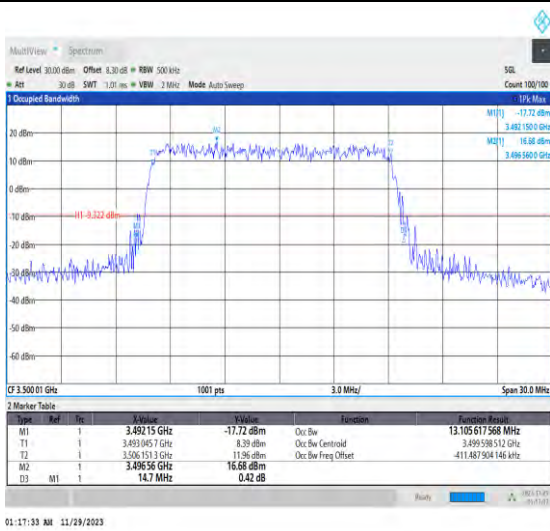 MultiView Spectrum
Ref Level 30.00 dBm Offset 8.30 dB RBW 500 kHz SGL
Att 30 dB SWT 1.01 ms VBW 2 MHz Mode Auto Sweep Count 100/100
1 Occupied Bandwidth 1Pk Max
M1[1] -17.72 dBm
3.492 150 0 GHz
M2[1] 16.68 dBm
3.496 560 0 GHz
M2
T1
T2
20 dBm
10 dBm
0 dBm
-10 dBm
H1 -9.322 dBm
-20 dBm
-30 dBm
-40 dBm
-50 dBm
-60 dBm
CF 3.500 01 GHz 1001 pts 3.0 MHz/ Span 30.0 MHz
2 Marker Table
Type Ref Trc X-Value Y-Value Function Function Result
M1 1 3.492 15 GHz -17.72 dBm Occ Bw 13.105 617 568 MHz
T1 1 3.493 045 7 GHz 8.39 dBm Occ Bw Centroid 3.499 598 512 GHz
T2 1 3.506 151 3 GHz 11.96 dBm Occ Bw Freq Offset -411.487 904 146 kHz
M2 1 3.496 56 GHz 16.68 dBm
D3 M1 1 14.7 MHz 0.42 dB
Ready
01:17:33 AM 11/29/2023